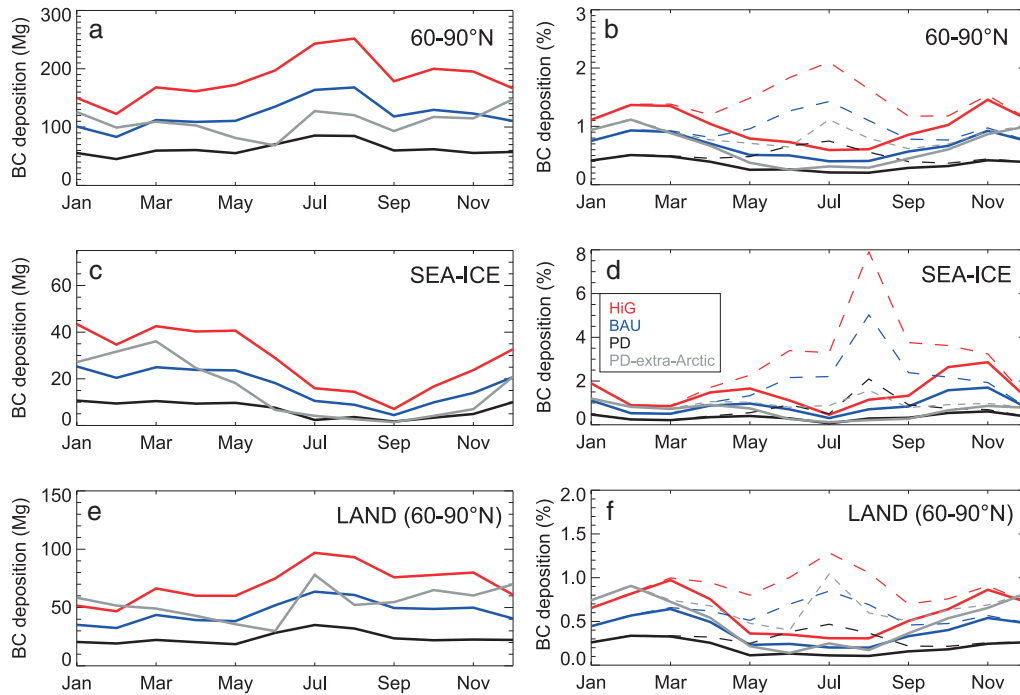 a
60-90°N
BC deposition (Mg)
300
200
100
0
Jan Mar May Jul Sep Nov
b
60-90°N
BC deposition (%)
3
2
1
0
Jan Mar May Jul Sep Nov
c
SEA-ICE
BC deposition (Mg)
60
40
20
0
Jan Mar May Jul Sep Nov
d
SEA-ICE
BC deposition (%)
8
6
4
2
0
HiG
BAU
PD
PD-extra-Arctic
Jan Mar May Jul Sep Nov
e
LAND (60-90°N)
BC deposition (Mg)
150
100
50
0
Jan Mar May Jul Sep Nov
f
LAND (60-90°N)
BC deposition (%)
2.0
1.5
1.0
0.5
0.0
Jan Mar May Jul Sep Nov